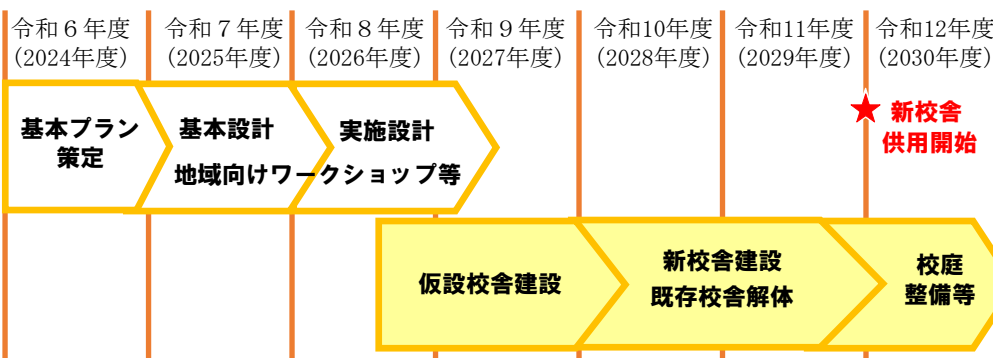 令和６年度
(2024年度)
令和７年度
(2025年度)
令和８年度
(2026年度)
令和９年度
(2027年度)
令和10年度
(2028年度)
令和11年度
(2029年度)
令和12年度
(2030年度)
基本プラン
策定
基本設計
実施設計
地域向けワークショップ等
★ 新校舎
供用開始
仮設校舎建設
新校舎建設
既存校舎解体
校庭
整備等